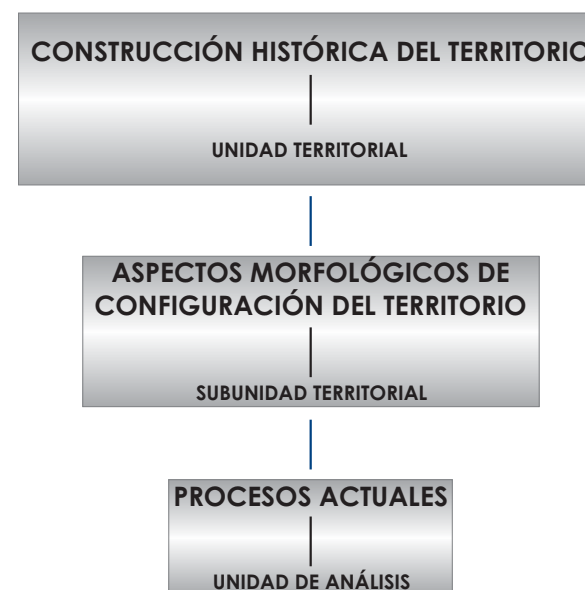 CONSTRUCCIÓN HISTÓRICA DEL TERRITORIO
UNIDAD TERRITORIAL
ASPECTOS MORFOLÓGICOS DE
CONFIGURACIÓN DEL TERRITORIO
SUBUNIDAD TERRITORIAL
PROCESOS ACTUALES
UNIDAD DE ANÁLISIS